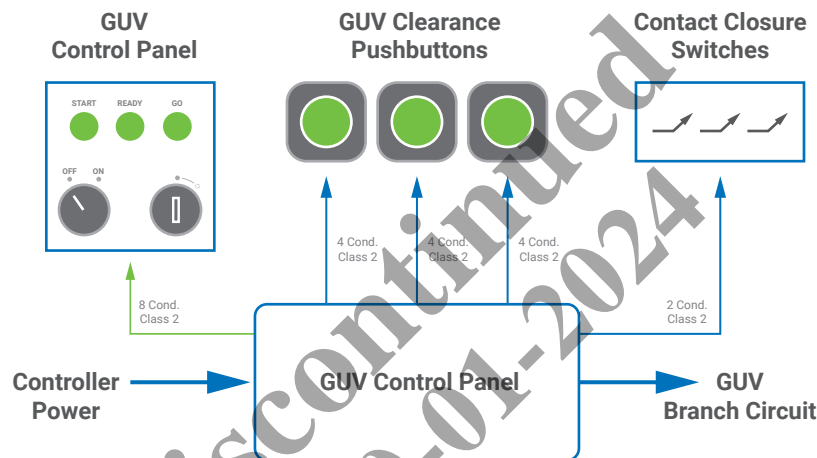 GUV
Control Panel
GUV Clearance
Pushbuttons
Contact Closure
Switches
START READY GO
OFF ON
4 Cond.
Class 2
4 Cond.
Class 2
4 Cond.
Class 2
8 Cond.
Class 2
2 Cond.
Class 2
Controller
Power
GUV Control Panel
GUV
Branch Circuit
iscontinued
0-01-2024